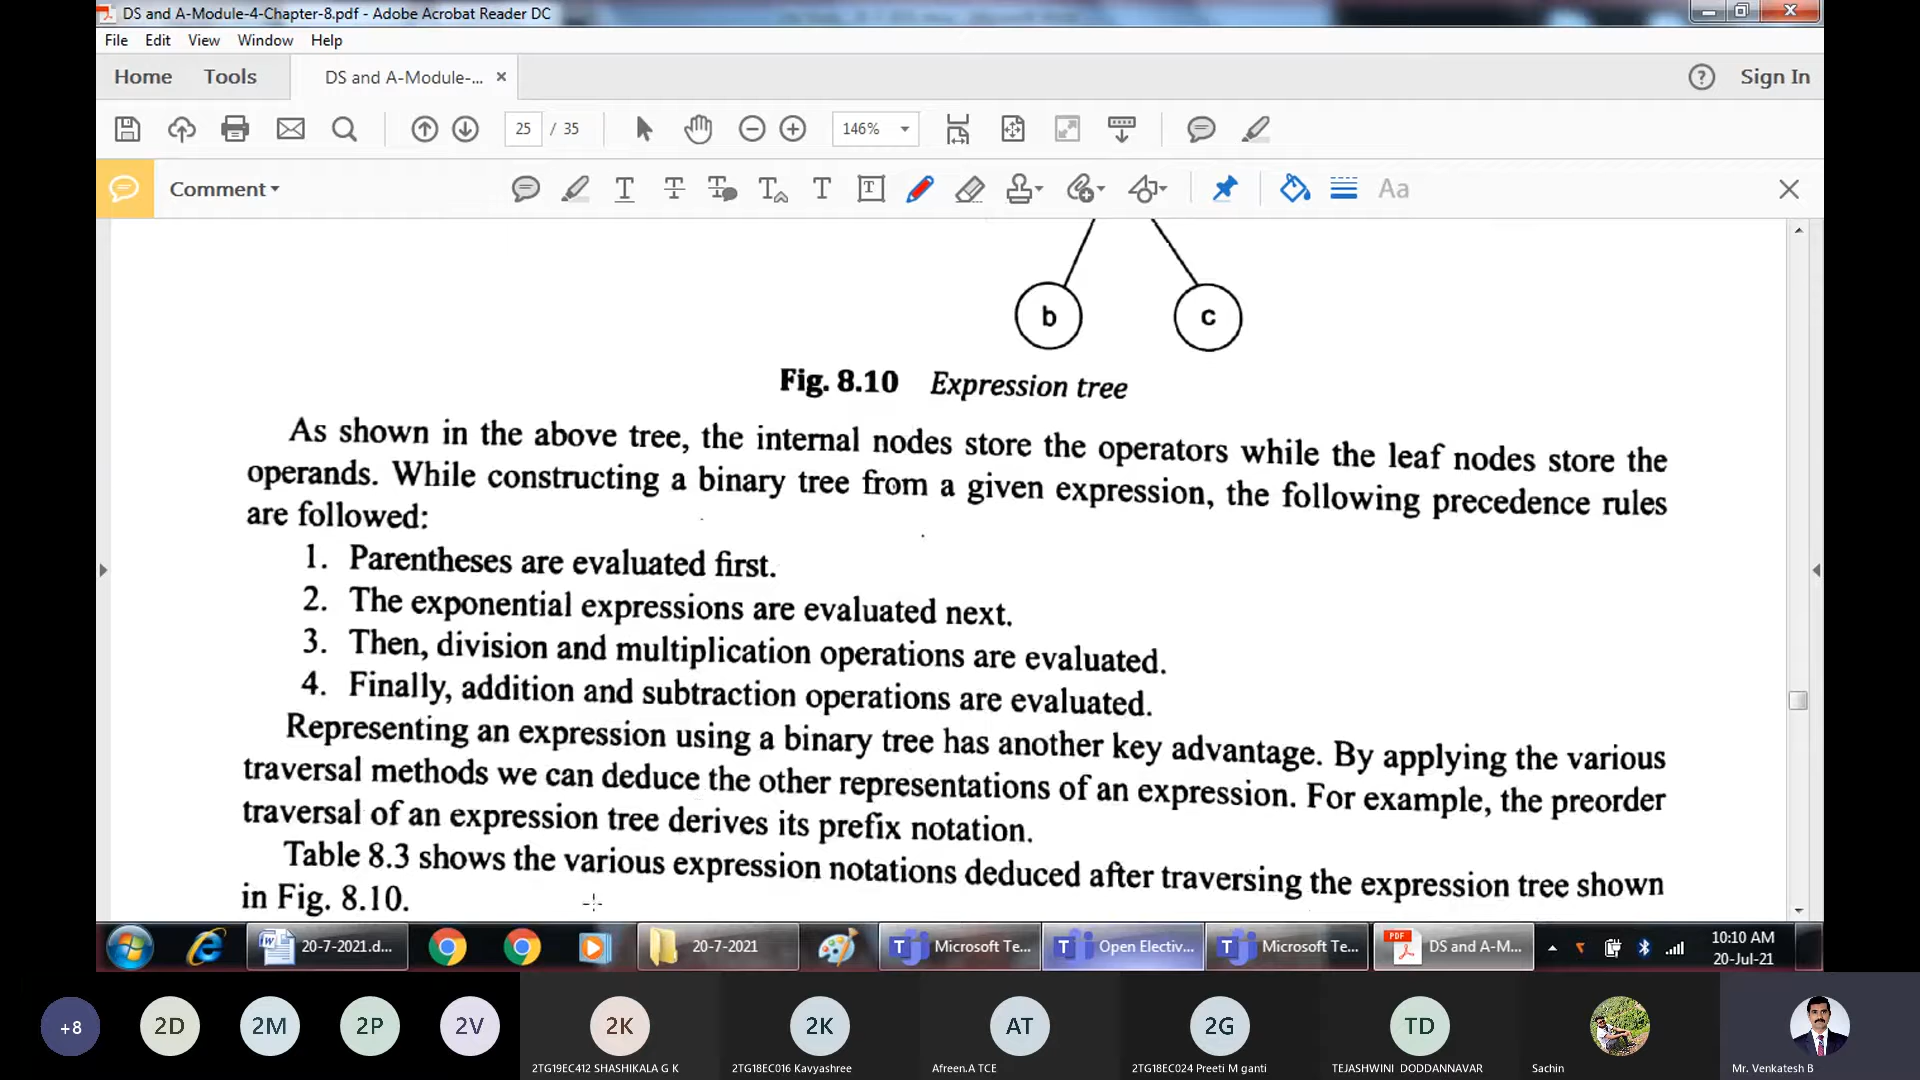 DS and A-Module-4-Chapter-8.pdf - Adobe Acrobat Reader DC
File Edit View Window Help
Home Tools DS and A-Module-... × Sign In
25 / 35 146%
Comment
b c
Fig. 8.10 Expression tree
As shown in the above tree, the internal nodes store the operators while the leaf nodes store the
operands. While constructing a binary tree from a given expression, the following precedence rules
are followed:
1. Parentheses are evaluated first.
2. The exponential expressions are evaluated next.
3. Then, division and multiplication operations are evaluated.
4. Finally, addition and subtraction operations are evaluated.
Representing an expression using a binary tree has another key advantage. By applying the various
traversal methods we can deduce the other representations of an expression. For example, the preorder
traversal of an expression tree derives its prefix notation.
Table 8.3 shows the various expression notations deduced after traversing the expression tree shown
in Fig. 8.10.
20-7-2021.d... 20-7-2021 Microsoft Te... Open Electiv... Microsoft Te... DS and A-M... 10:10 AM
20-Jul-21
+8 2D 2M 2P 2V 2K 2K AT 2G TD
2TG19EC412 SHASHIKALA G K 2TG18EC016 Kavyashree Afreen.A TCE 2TG18EC024 Preeti M ganti TEJASHWINI DODDANNAVAR Sachin Mr. Venkatesh B